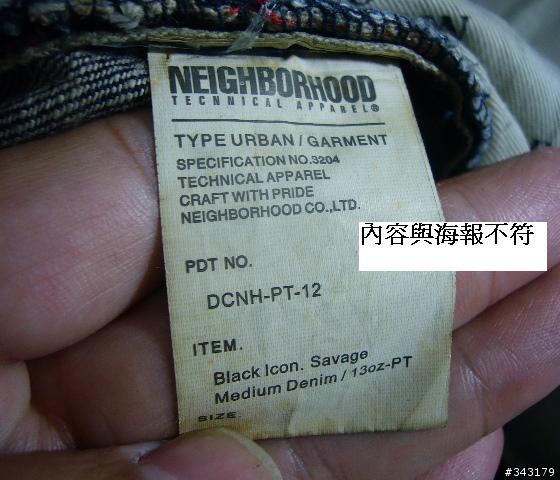 NEIGHBORHOOD
TECHNICAL APPAREL®
TYPE URBAN / GARMENT
SPECIFICATION NO.3204
TECHNICAL APPAREL
CRAFT WITH PRIDE
NEIGHBORHOOD CO.,LTD.
內容與海報不符
PDT NO.
DCNH-PT-12
ITEM.
Black Icon. Savage
Medium Denim / 13oz-PT
SIZE
#343179